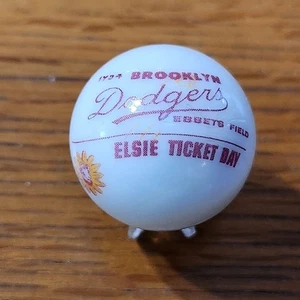 1954 BROOKLYN
Dodgers
EBBETS FIELD
ELSIE TICKET DAY